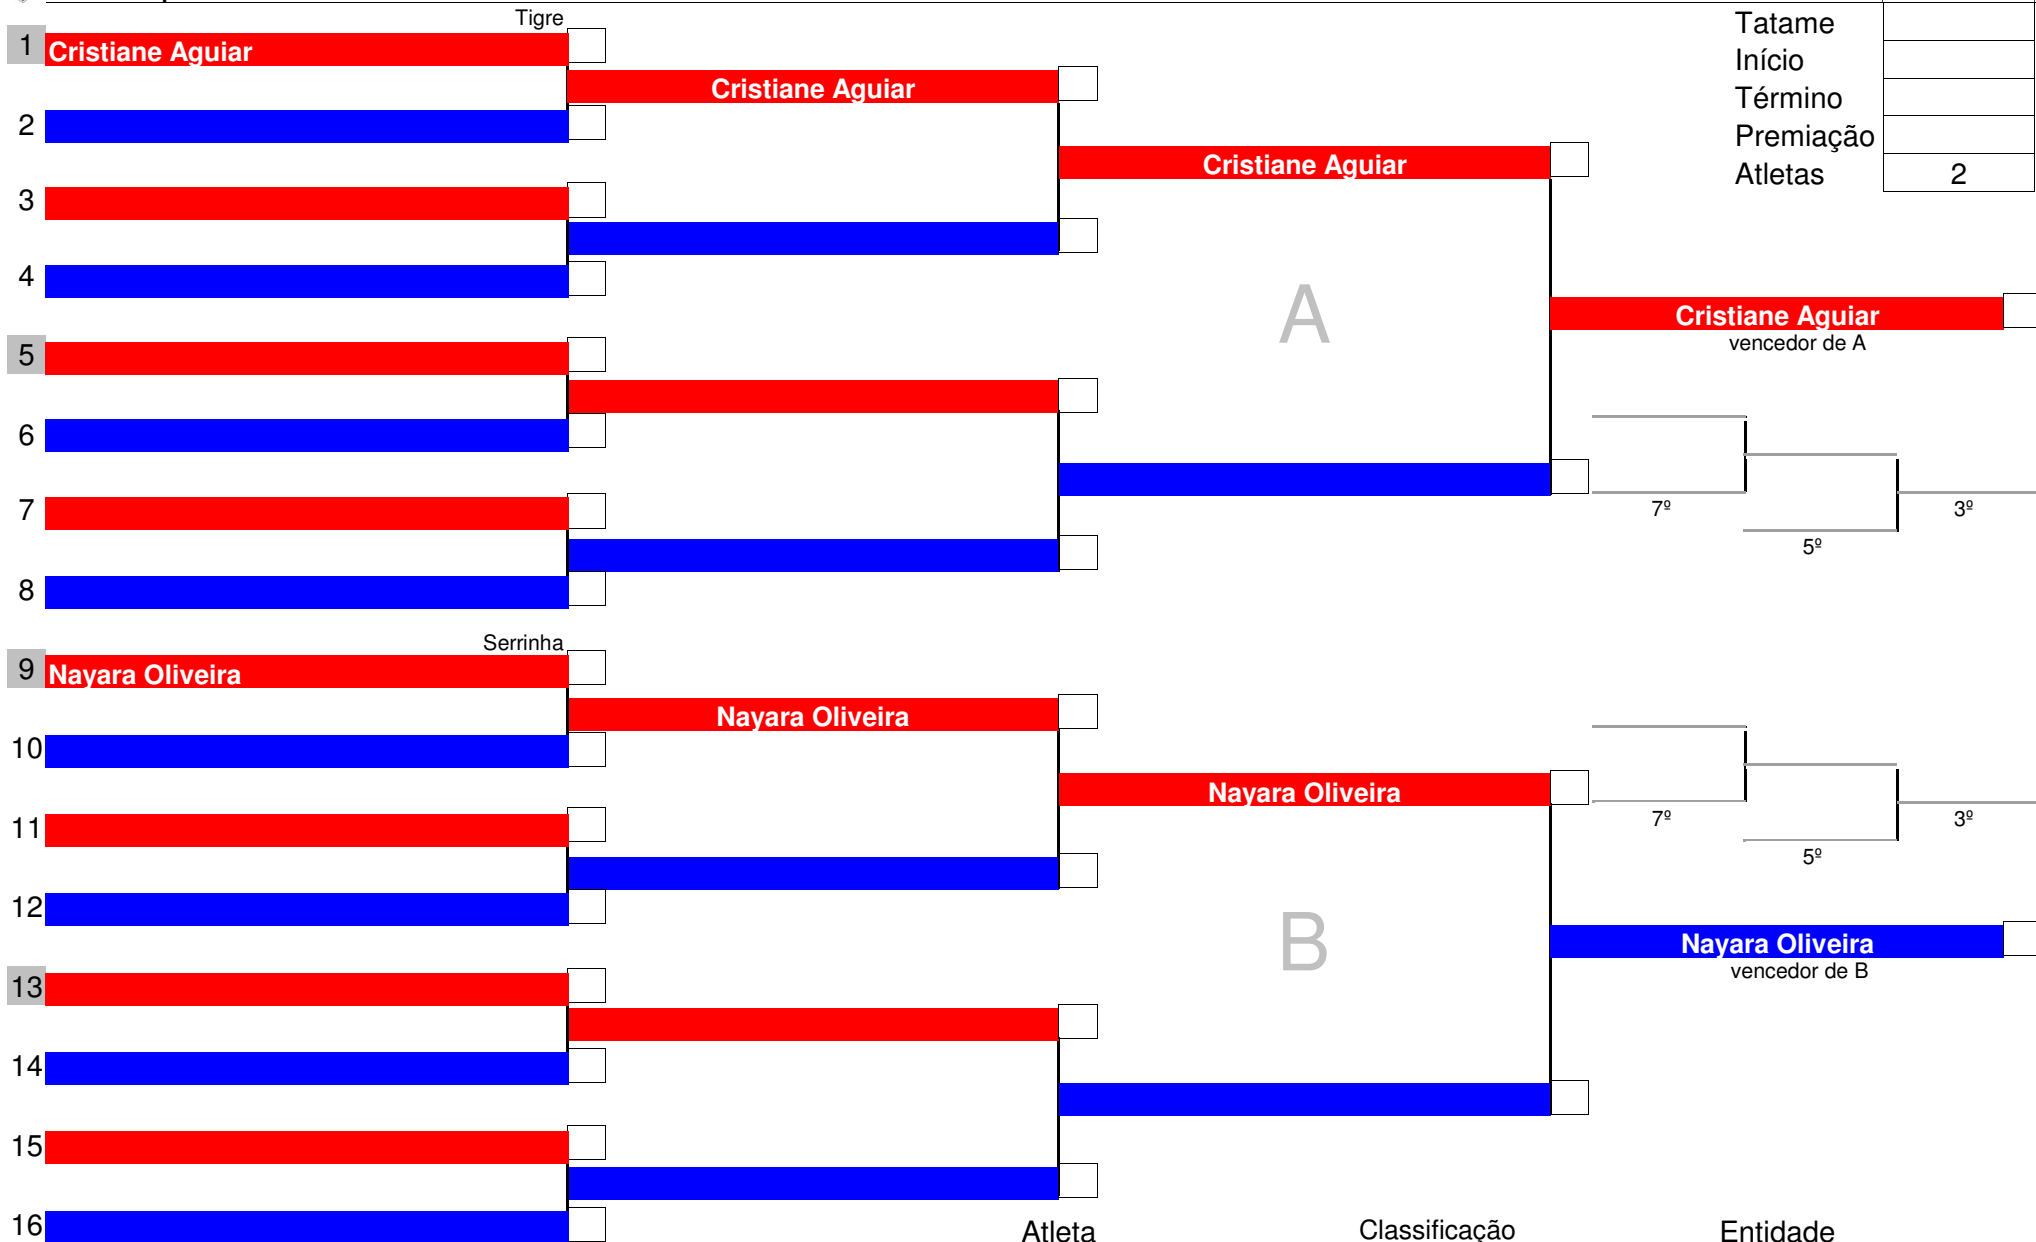 Tigre
Tatame
1 Cristiane Aguiar
Início
Cristiane Aguiar
Término
2
Premiação
Cristiane Aguiar
Atletas 2
3
4
A
Cristiane Aguiar
vencedor de A
5
6
7
7º
3º
5º
8
Serrinha
9 Nayara Oliveira
Nayara Oliveira
10
Nayara Oliveira
11
7º
3º
5º
12
B
Nayara Oliveira
vencedor de B
13
14
15
16
Atleta Classificação Entidade